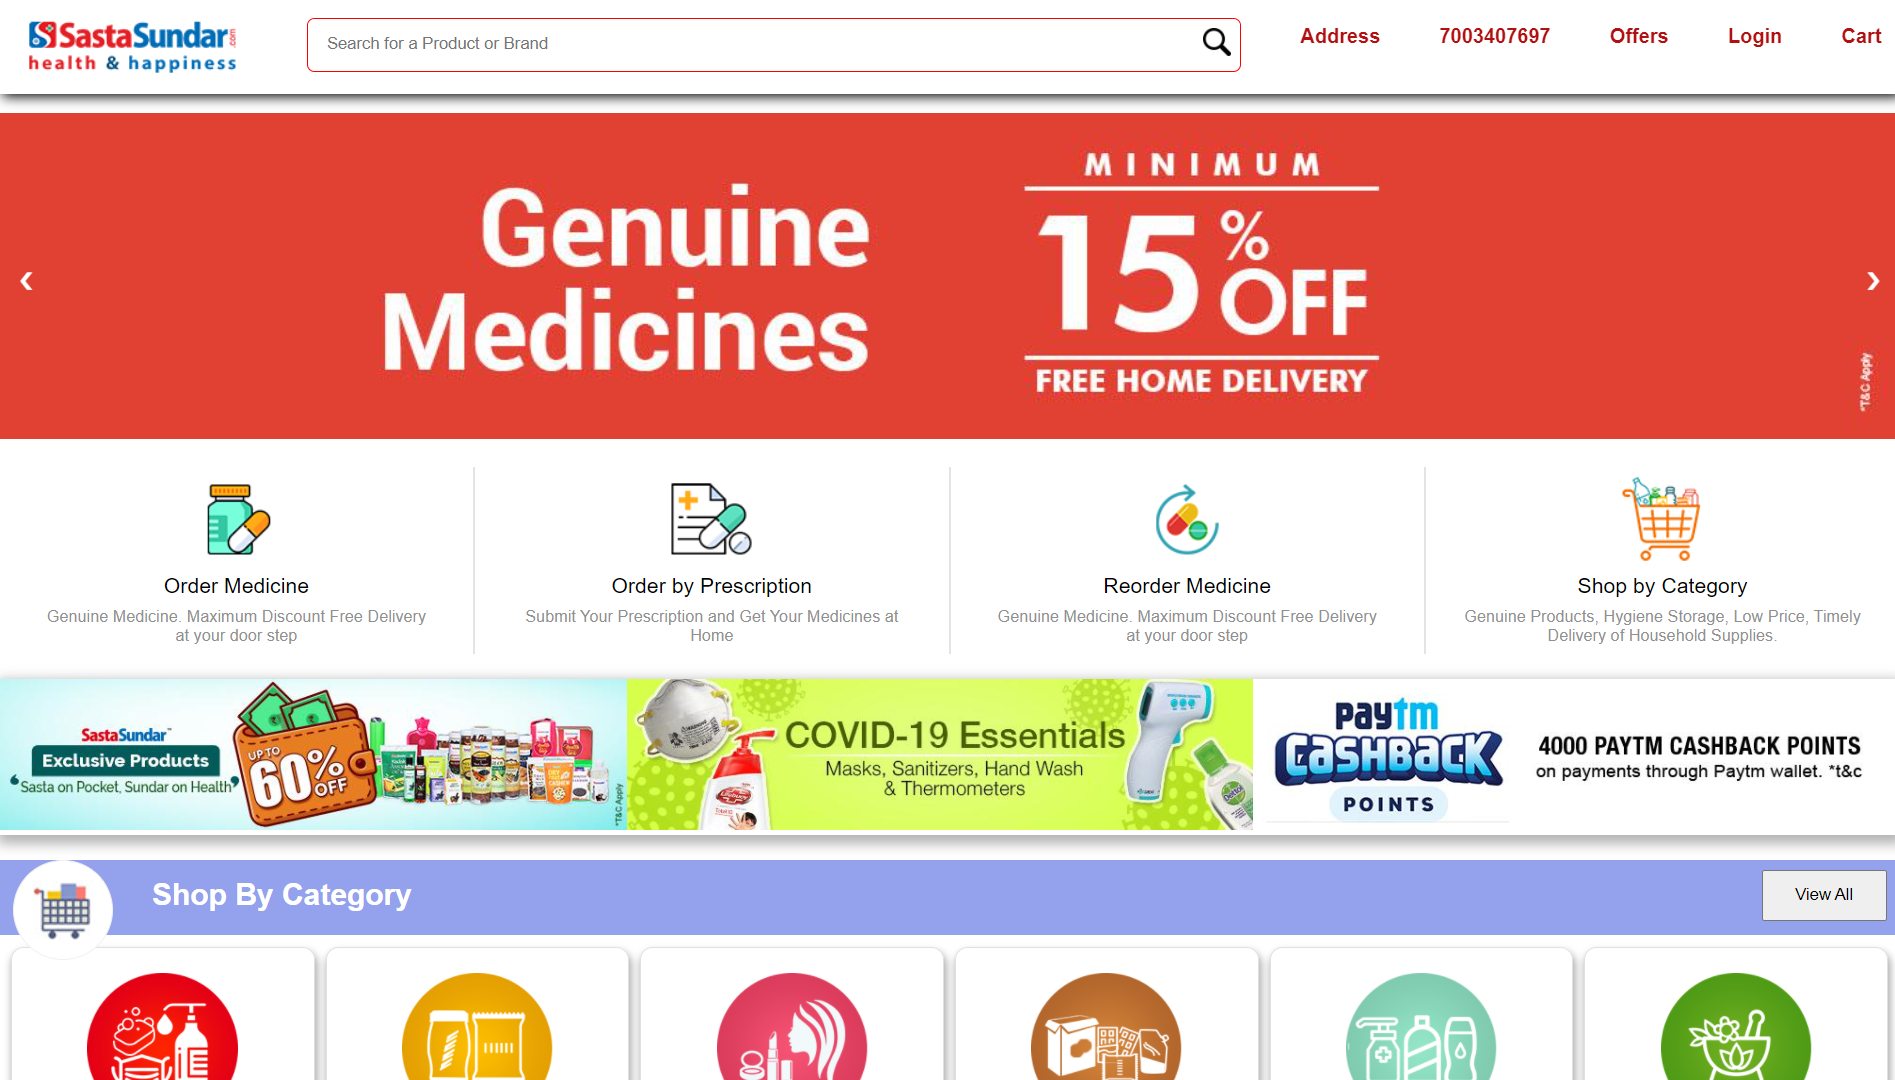 SastaSundar.com
health & happiness
Search for a Product or Brand
Address
7003407697
Offers
Login
Cart
Genuine
Medicines
MINIMUM
15% OFF
FREE HOME DELIVERY
*T&C Apply
❮
❯
Order Medicine
Genuine Medicine. Maximum Discount Free Delivery
at your door step
Order by Prescription
Submit Your Prescription and Get Your Medicines at
Home
Reorder Medicine
Genuine Medicine. Maximum Discount Free Delivery
at your door step
Shop by Category
Genuine Products, Hygiene Storage, Low Price, Timely
Delivery of Household Supplies.
SastaSundar™
Exclusive Products
“Sasta on Pocket, Sundar on Health”
UP TO
60% OFF
*T&C Apply
COVID-19 Essentials
Masks, Sanitizers, Hand Wash
& Thermometers
Lifebuoy
Dettol
paytm
CASHBACK
POINTS
4000 PAYTM CASHBACK POINTS
on payments through Paytm wallet. *t&c
Shop By Category
View All